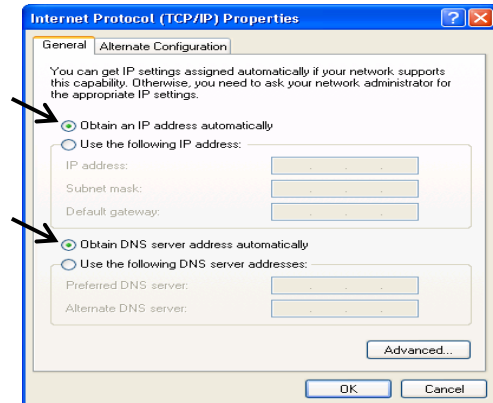 Internet Protocol (TCP/IP) Properties
General
Alternate Configuration
You can get IP settings assigned automatically if your network supports
this capability. Otherwise, you need to ask your network administrator for
the appropriate IP settings.
Obtain an IP address automatically
Use the following IP address:
IP address:
Subnet mask:
Default gateway:
Obtain DNS server address automatically
Use the following DNS server addresses:
Preferred DNS server:
Alternate DNS server:
Advanced...
OK
Cancel